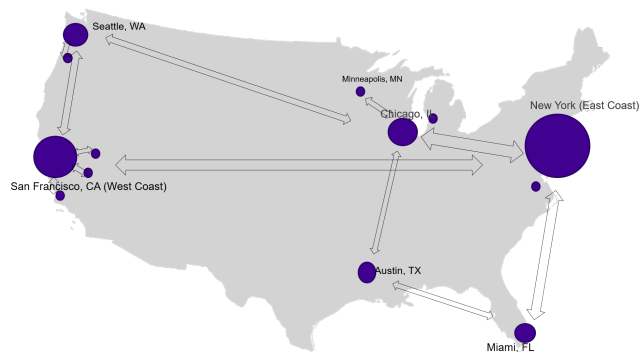 Seattle, WA
Minneapolis, MN
New York (East Coast)
Chicago, IL
San Francisco, CA (West Coast)
Austin, TX
Miami, FL